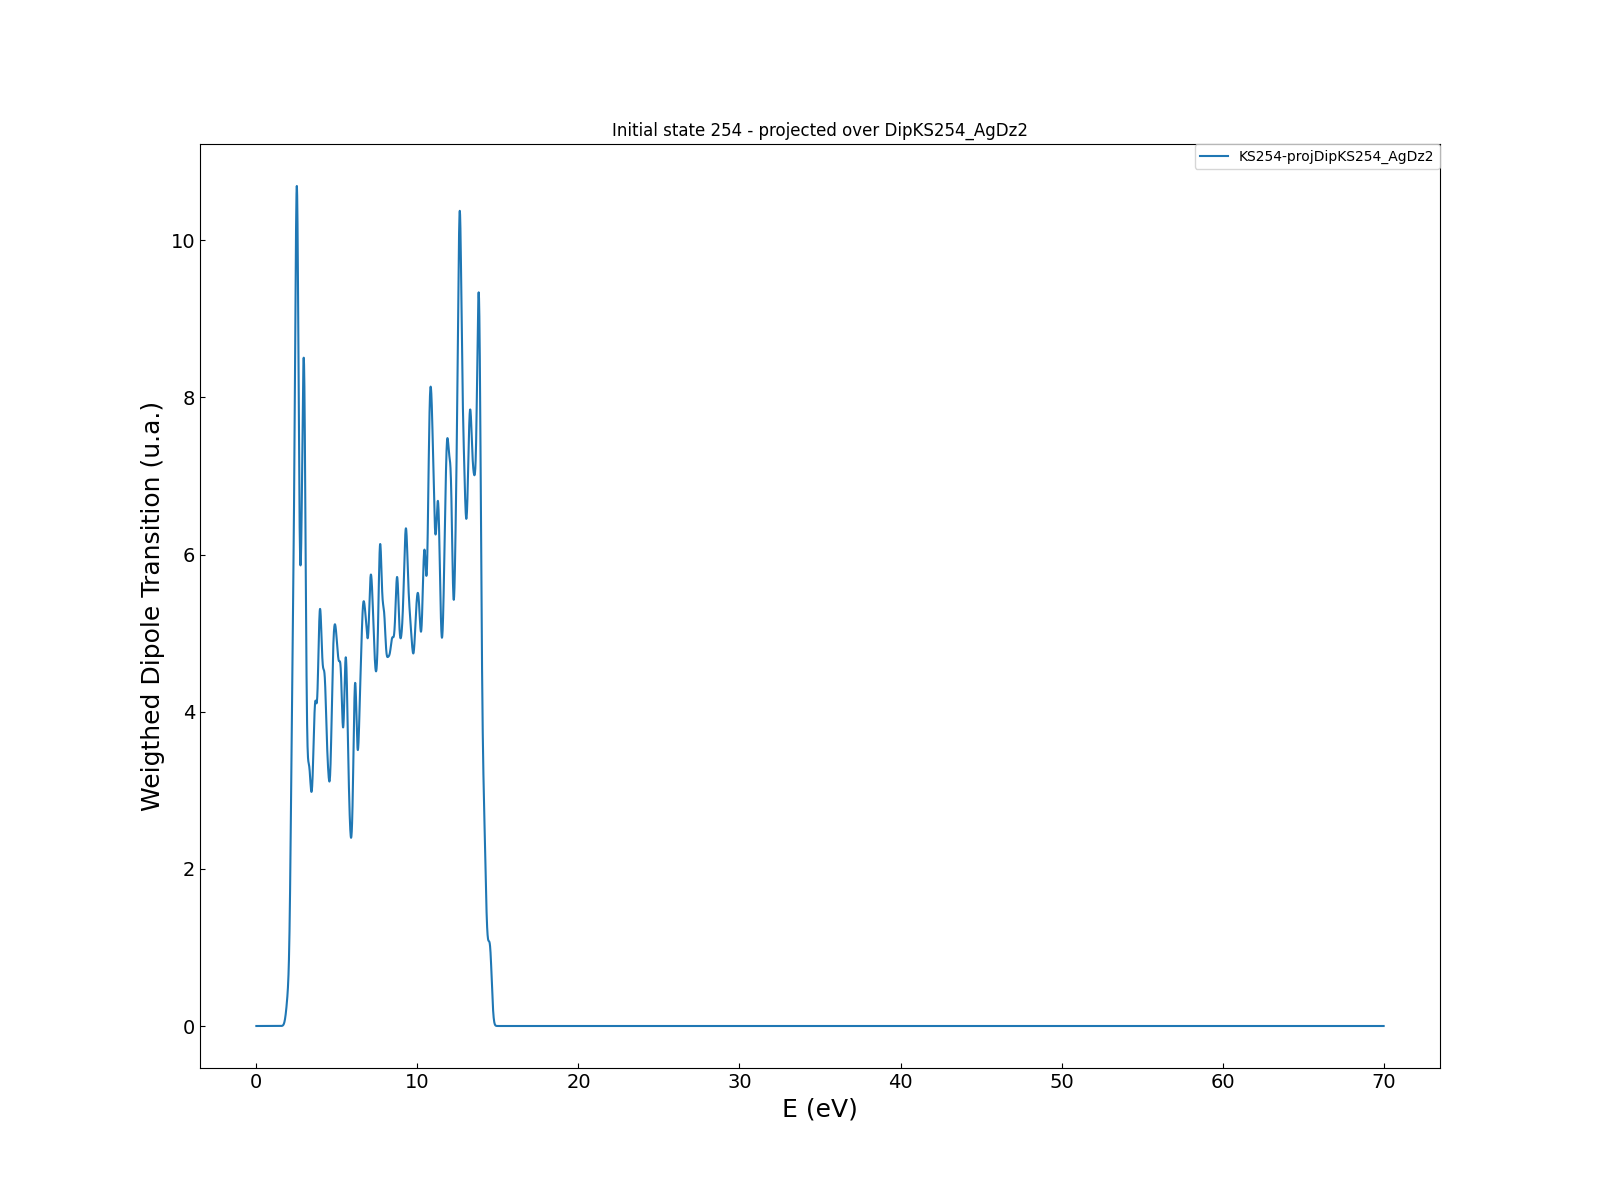 Initial state 254 - projected over DipKS254_AgDz2
KS254-projDipKS254_AgDz2
Weigthed Dipole Transition (u.a.)
10
8
6
4
2
0
0 10 20 30 40 50 60 70
E (eV)